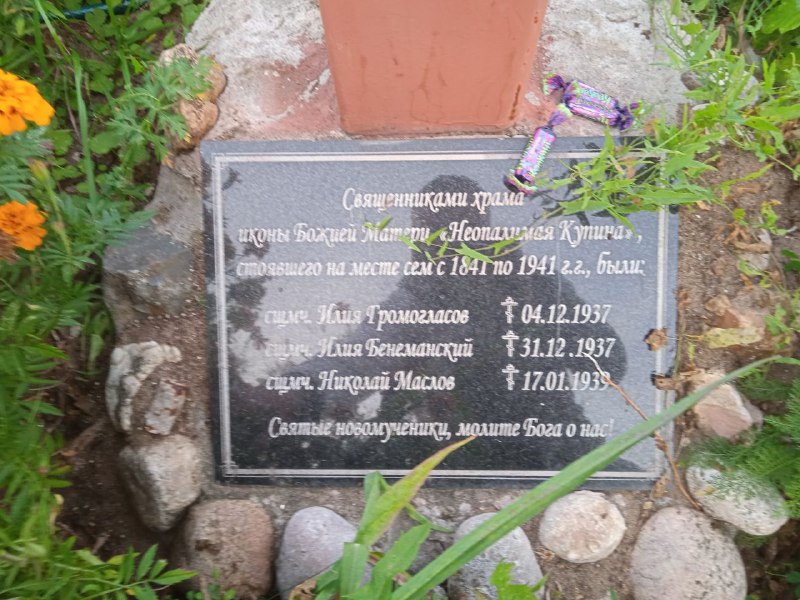 Священниками храма
иконы Божией Матери «Неопалимая Купина»,
стоявшего на месте сем с 1841 по 1941 г.г., были:
сщмч. Илия Громогласов ☦ 04.12.1937
сщмч. Илия Бенеманский ☦ 31.12.1937
сщмч. Николай Маслов ☦ 17.01.1939
Святые новомученики, молите Бога о нас!